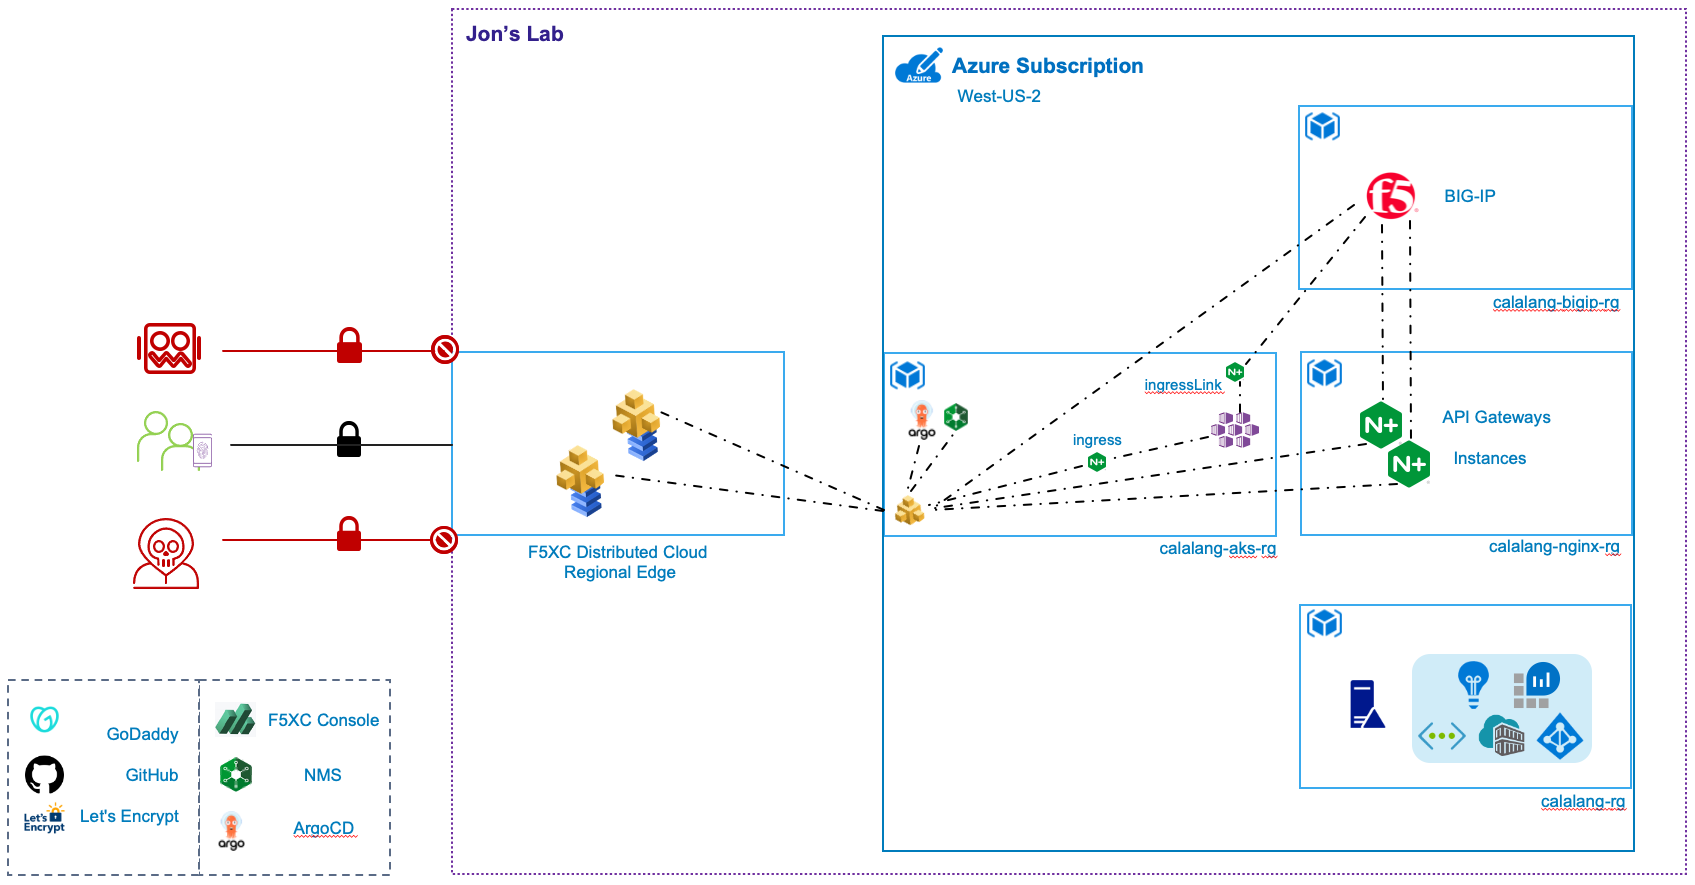 Jon's Lab
Azure
Azure Subscription
West-US-2
f5
BIG-IP
calalang-bigip-rg
ingressLink
N+
argo
ingress
N+
N+
API Gateways
N+
Instances
calalang-aks-rg
calalang-nginx-rg
F5XC Distributed Cloud
Regional Edge
calalang-rg
GoDaddy
GitHub
Let's
Encrypt
Let's Encrypt
F5XC Console
NMS
argo
ArgoCD